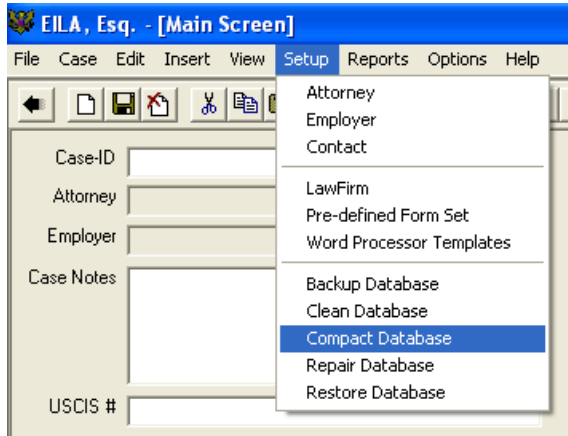 EILA, Esq. - [Main Screen]
File Case Edit Insert View Setup Reports Options Help
Attorney
Employer
Contact
LawFirm
Pre-defined Form Set
Word Processor Templates
Backup Database
Clean Database
Compact Database
Repair Database
Restore Database
Case-ID
Attorney
Employer
Case Notes
USCIS #